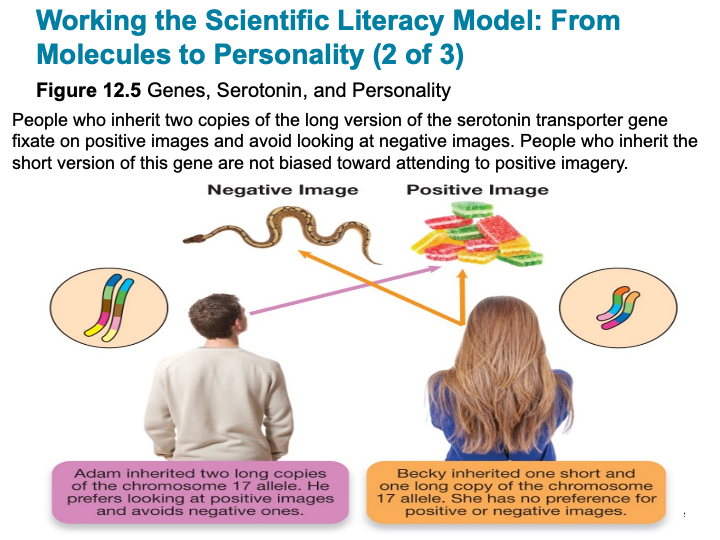 Working the Scientific Literacy Model: From
Molecules to Personality (2 of 3)
Figure 12.5 Genes, Serotonin, and Personality
People who inherit two copies of the long version of the serotonin transporter gene
fixate on positive images and avoid looking at negative images. People who inherit the
short version of this gene are not biased toward attending to positive imagery.
Negative Image
Positive Image
Adam inherited two long copies
of the chromosome 17 allele. He
prefers looking at positive images
and avoids negative ones.
Becky inherited one short and
one long copy of the chromosome
17 allele. She has no preference for
positive or negative images.